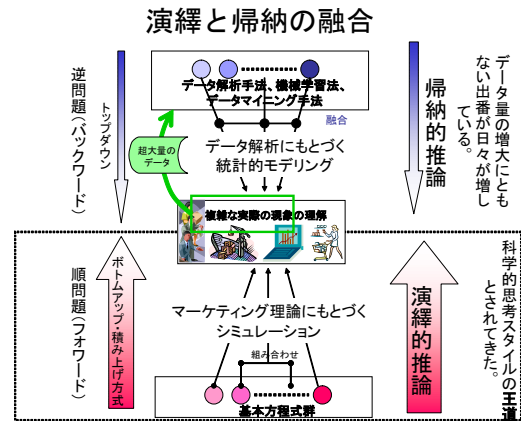 演繹と帰納の融合
データ解析手法、機械学習法、
データマイニング手法
融合
逆問題（バックワード）
トップダウン
超大量の
データ
データ解析にもとづく
統計的モデリング
帰納的推論
データ量の増大にとも
ない出番が日々が増し
ている。
複雑な実際の現象の理解
順問題（フォワード）
ボトムアップ・積み上げ方式
マーケティング理論にもとづく
シミュレーション
組み合わせ
基本方程式群
演繹的推論
科学的思考スタイルの王道
とされてきた。